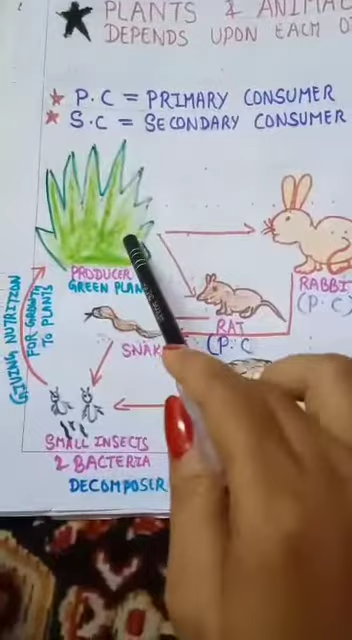 PLANTS & ANIMAL
DEPENDS UPON EACH
★ P.C = PRIMARY CONSUMER
★ S.C = SECONDARY CONSUMER
PRODUCER
GREEN PLAN
GIVING NUTRITION
FOR GROWTH
TO PLANTS
RABBI
(P.C)
RAT
(P.C
SNAK
SMALL INSECTS
& BACTERIA
DECOMPOSER